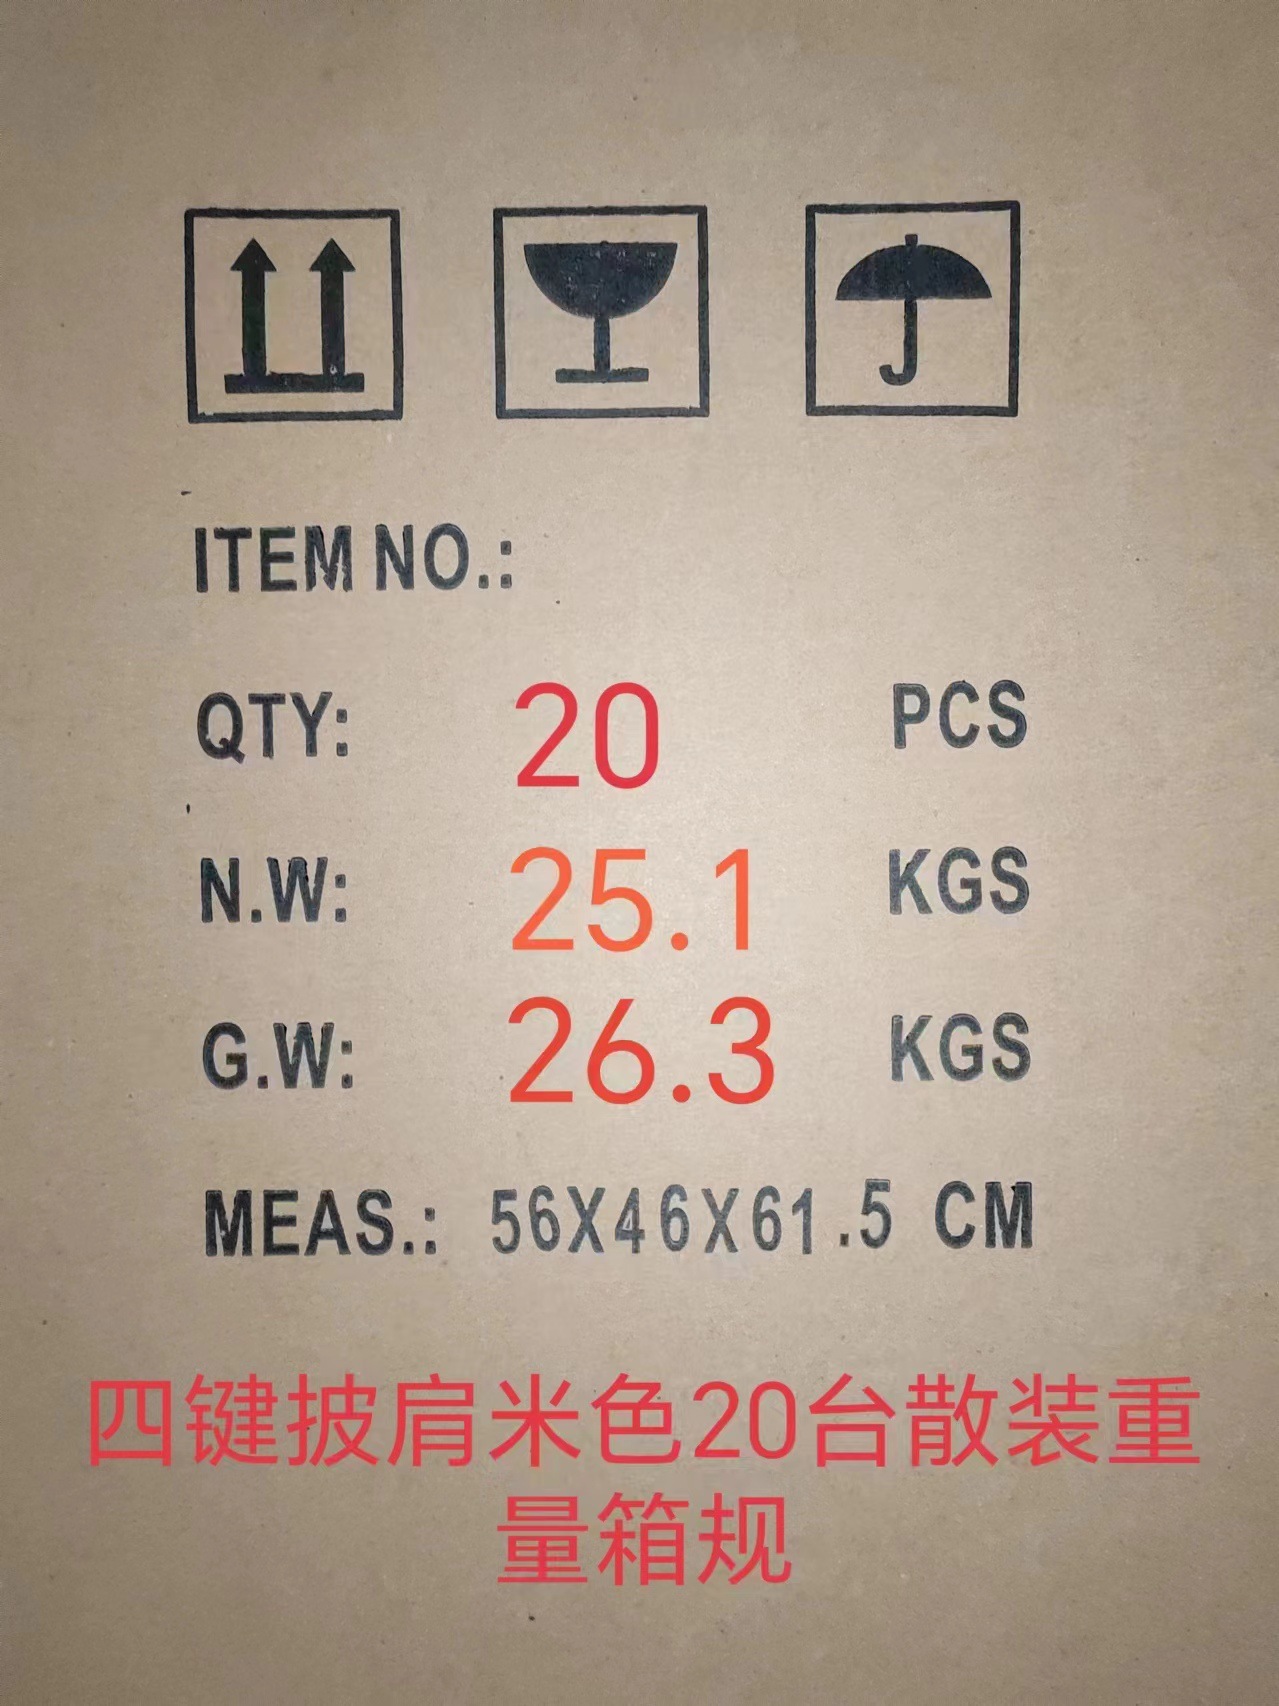 ITEM NO.:
QTY: 20 PCS
N.W: 25.1 KGS
G.W: 26.3 KGS
MEAS.: 56X46X61.5 CM
四键披肩米色20台散装重
量箱规